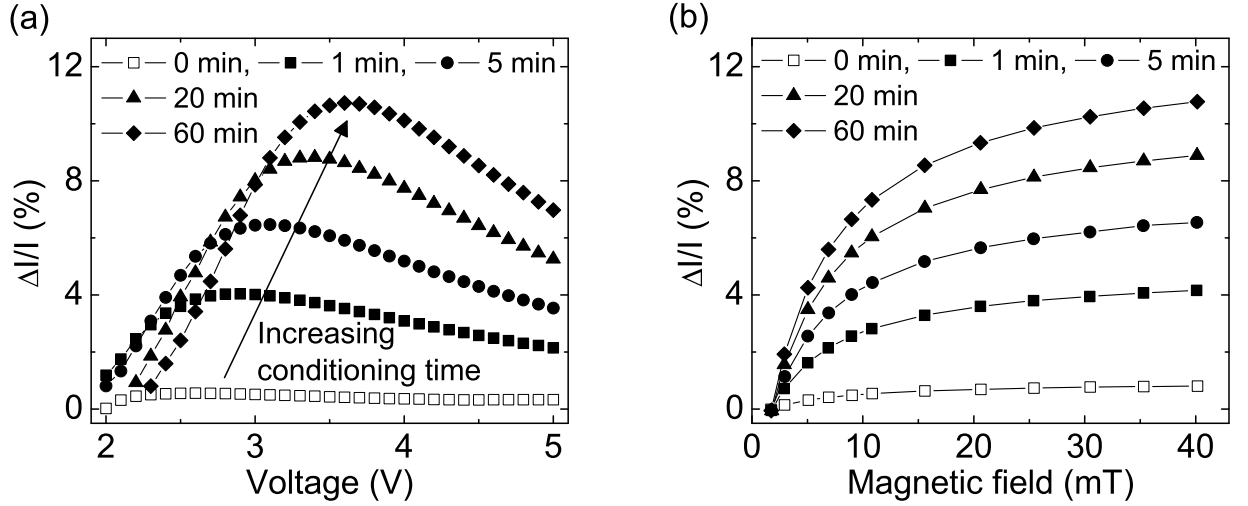 (a)
0 min, 1 min, 5 min
20 min
60 min
12
8
4
0
ΔI/I (%)
Increasing
conditioning time
2 3 4 5
Voltage (V)
(b)
0 min, 1 min, 5 min
20 min
60 min
12
8
4
0
ΔI/I (%)
0 10 20 30 40
Magnetic field (mT)